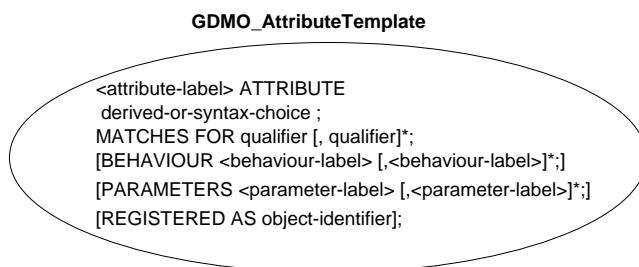 GDMO_AttributeTemplate
<attribute-label> ATTRIBUTE
derived-or-syntax-choice ;
MATCHES FOR qualifier [, qualifier]*;
[BEHAVIOUR <behaviour-label> [,<behaviour-label>]*;]
[PARAMETERS <parameter-label> [,<parameter-label>]*;]
[REGISTERED AS object-identifier];